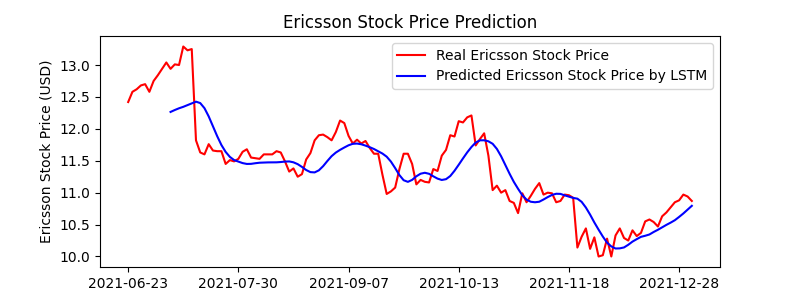 Ericsson Stock Price Prediction
Ericsson Stock Price (USD)
13.0
12.5
12.0
11.5
11.0
10.5
10.0
Real Ericsson Stock Price
Predicted Ericsson Stock Price by LSTM
2021-06-23 2021-07-30 2021-09-07 2021-10-13 2021-11-18 2021-12-28